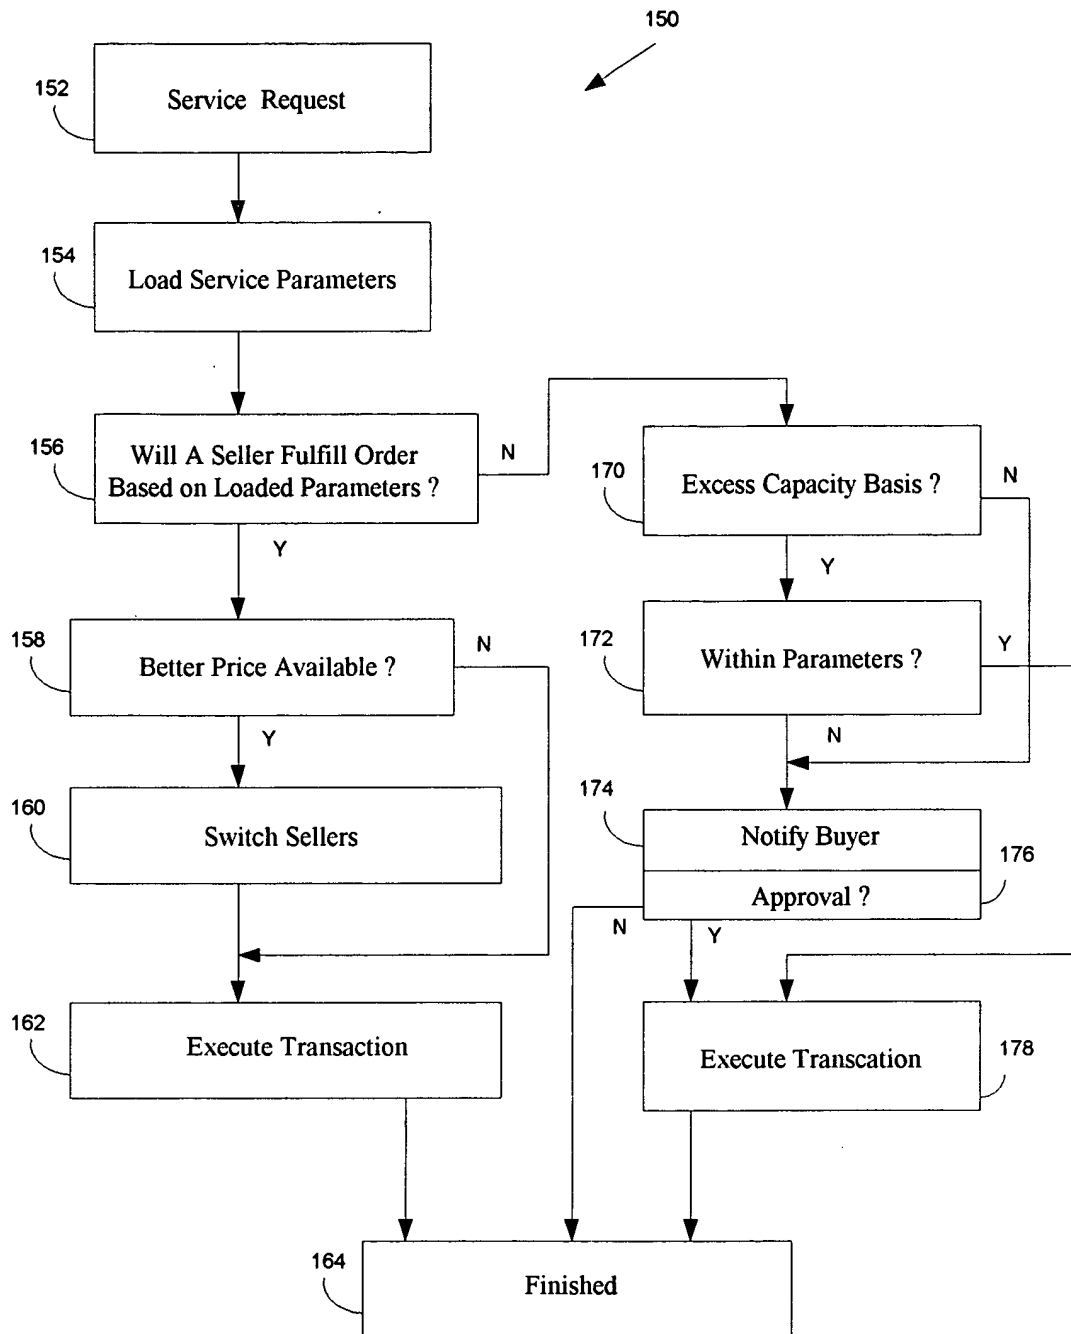 150
152
Service Request
154
Load Service Parameters
156
Will A Seller Fulfill Order
Based on Loaded Parameters ?
N
Y
170
Excess Capacity Basis ?
N
Y
158
Better Price Available ?
N
Y
172
Within Parameters ?
Y
N
160
Switch Sellers
174
Notify Buyer
176
Approval ?
N
Y
162
Execute Transaction
Execute Transcation
178
164
Finished